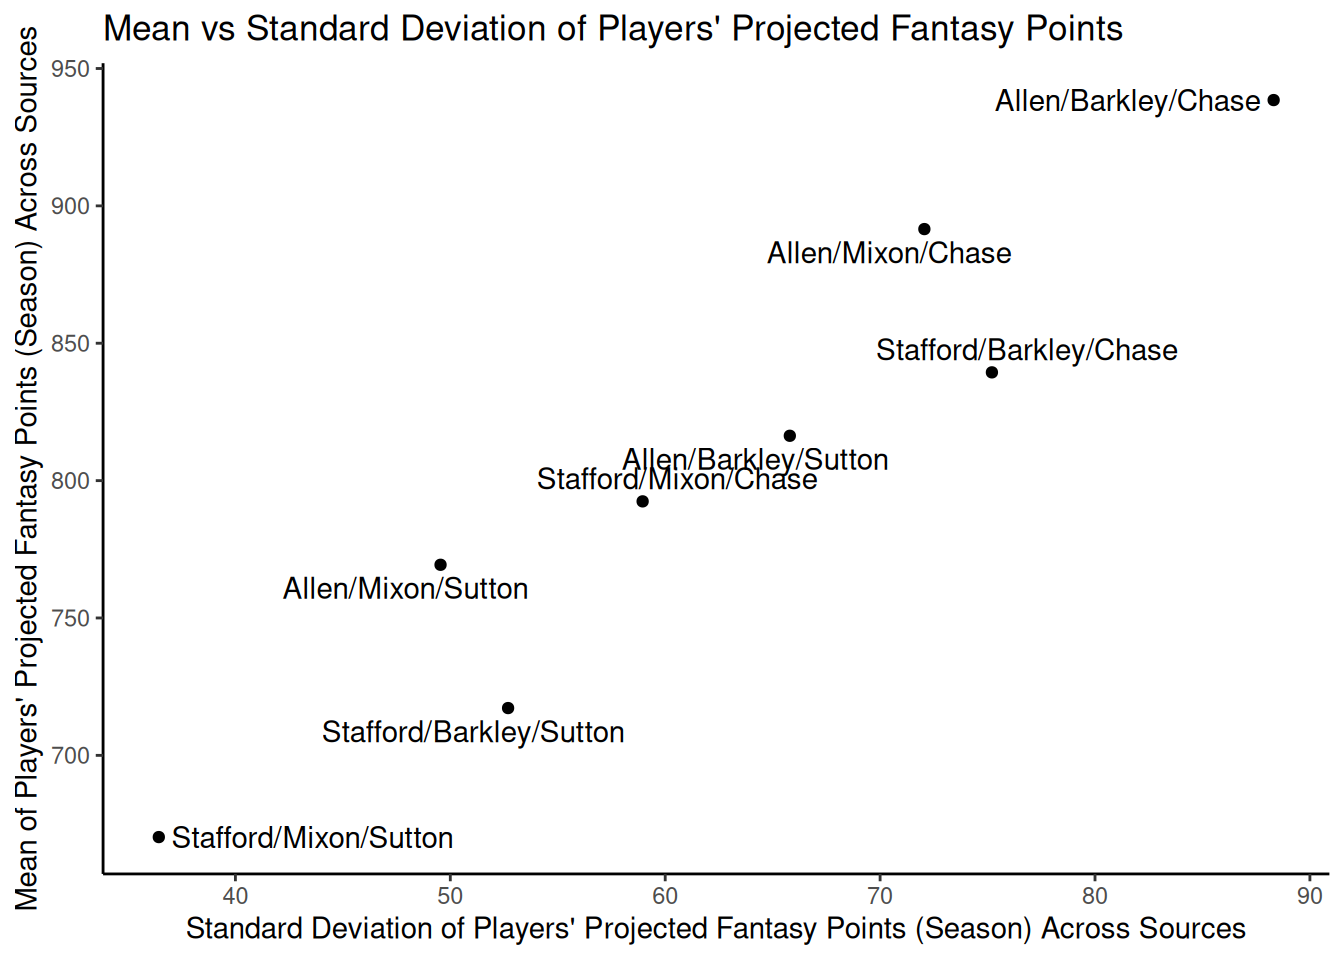 Mean vs Standard Deviation of Players' Projected Fantasy Points
Mean of Players' Projected Fantasy Points (Season) Across Sources
950
900
850
800
750
700
Allen/Barkley/Chase
Allen/Mixon/Chase
Stafford/Barkley/Chase
Allen/Barkley/Sutton
Stafford/Mixon/Chase
Allen/Mixon/Sutton
Stafford/Barkley/Sutton
Stafford/Mixon/Sutton
40 50 60 70 80 90
Standard Deviation of Players' Projected Fantasy Points (Season) Across Sources